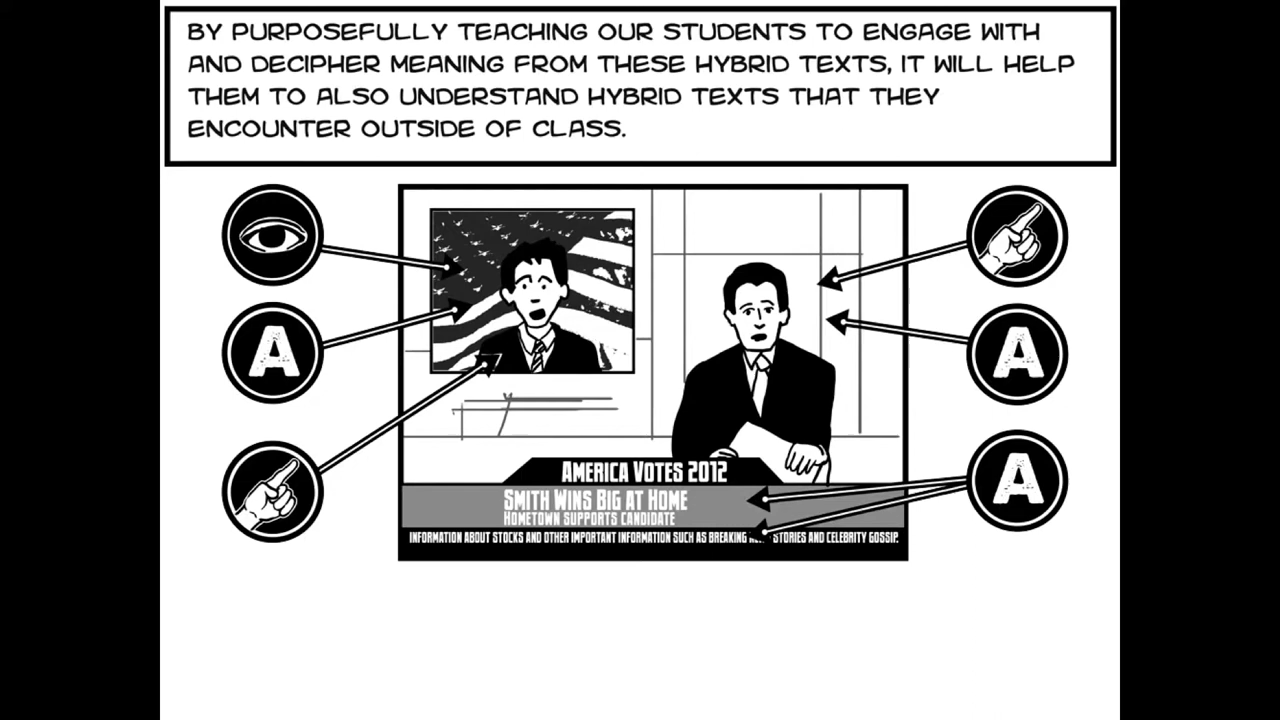 BY PURPOSEFULLY TEACHING OUR STUDENTS TO ENGAGE WITH
AND DECIPHER MEANING FROM THESE HYBRID TEXTS, IT WILL HELP
THEM TO ALSO UNDERSTAND HYBRID TEXTS THAT THEY
ENCOUNTER OUTSIDE OF CLASS.
A
A
A
AMERICA VOTES 2012
SMITH WINS BIG AT HOME
HOMETOWN SUPPORTS CANDIDATE
INFORMATION ABOUT STOCKS AND OTHER IMPORTANT INFORMATION SUCH AS BREAKING STORIES AND CELEBRITY GOSSIP.